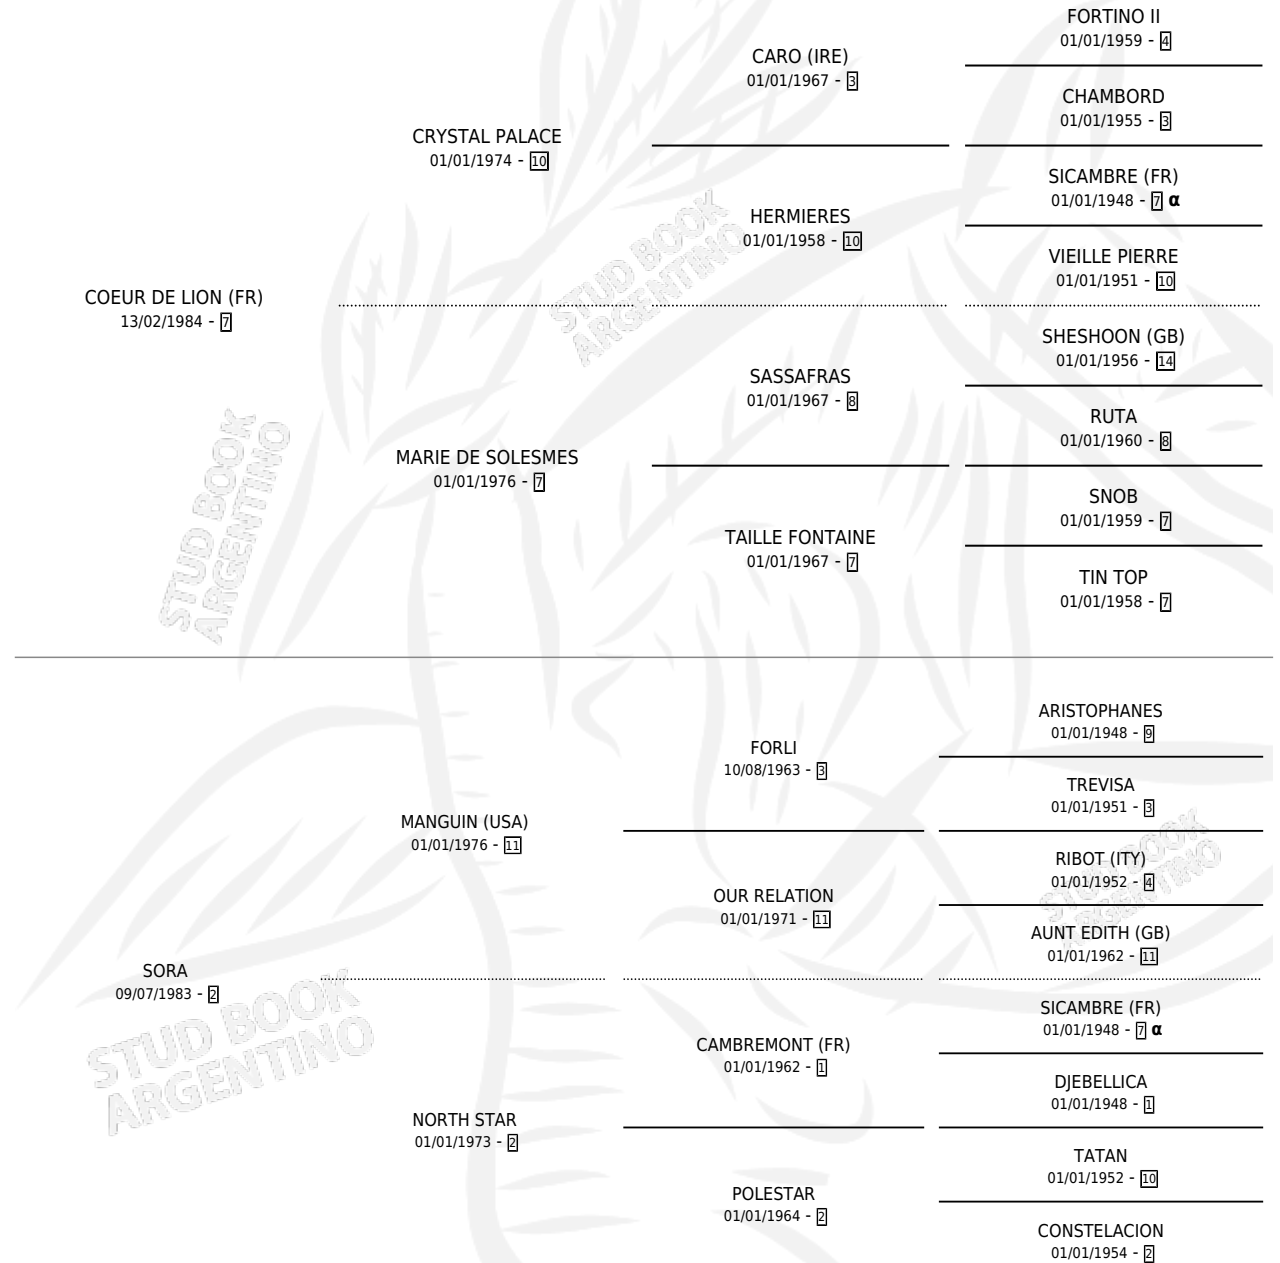 FORTINO II
01/01/1959 - 4
CARO (IRE)
01/01/1967 - 3
CHAMBORD
01/01/1955 - 3
CRYSTAL PALACE
01/01/1974 - 10
SICAMBRE (FR)
01/01/1948 - 7 α
HERMIERES
01/01/1958 - 10
VIEILLE PIERRE
01/01/1951 - 10
COEUR DE LION (FR)
13/02/1984 - 7
SHESHOON (GB)
01/01/1956 - 14
SASSAFRAS
01/01/1967 - 8
RUTA
01/01/1960 - 8
MARIE DE SOLESMES
01/01/1976 - 7
SNOB
01/01/1959 - 7
TAILLE FONTAINE
01/01/1967 - 7
TIN TOP
01/01/1958 - 7
STUD BOOK
ARGENTINO
STUD BOOK
ARGENTINO
ARISTOPHANES
01/01/1948 - 9
FORLI
10/08/1963 - 3
TREVISA
01/01/1951 - 3
MANGUIN (USA)
01/01/1976 - 11
RIBOT (ITY)
01/01/1952 - 4
OUR RELATION
01/01/1971 - 11
AUNT EDITH (GB)
01/01/1962 - 11
SORA
09/07/1983 - 2
SICAMBRE (FR)
01/01/1948 - 7 α
CAMBREMONT (FR)
01/01/1962 - 1
DJEBELLICA
01/01/1948 - 1
NORTH STAR
01/01/1973 - 2
TATAN
01/01/1952 - 10
POLESTAR
01/01/1964 - 2
CONSTELACION
01/01/1954 - 2
STUD BOOK
ARGENTINO
STUD BOOK
ARGENTINO